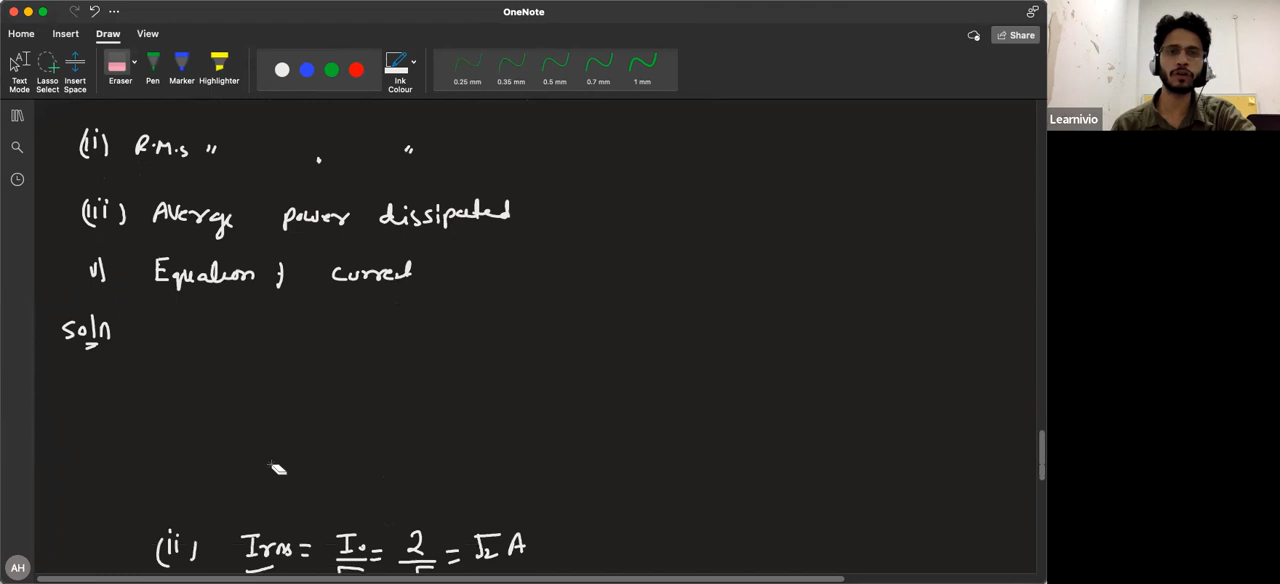 OneNote
Home Insert Draw View
Share
Text Mode Lasso Select Insert Space Eraser Pen Marker Highlighter Ink Colour 0.25 mm 0.35 mm 0.5 mm 0.7 mm 1 mm
Learnivio
(ii) R.M.s " . "
(iii) Average power dissipated
v) Equation of current
Soln
(ii) Irms = I₀/√ = 2/√ = √2 A
AH